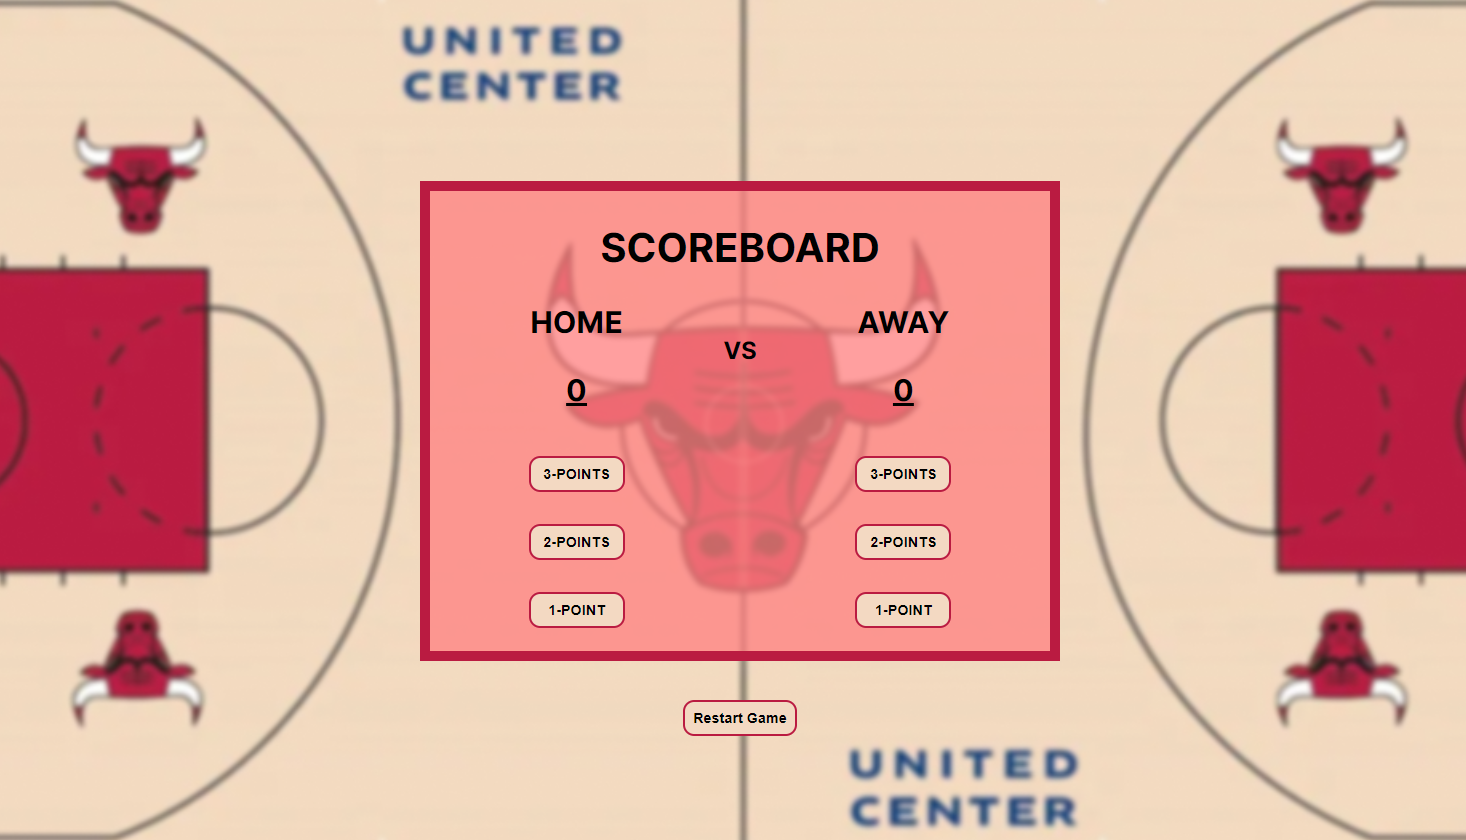 UNITED
CENTER
SCOREBOARD
HOME
AWAY
VS
0
0
3-POINTS
3-POINTS
2-POINTS
2-POINTS
1-POINT
1-POINT
Restart Game
UNITED
CENTER